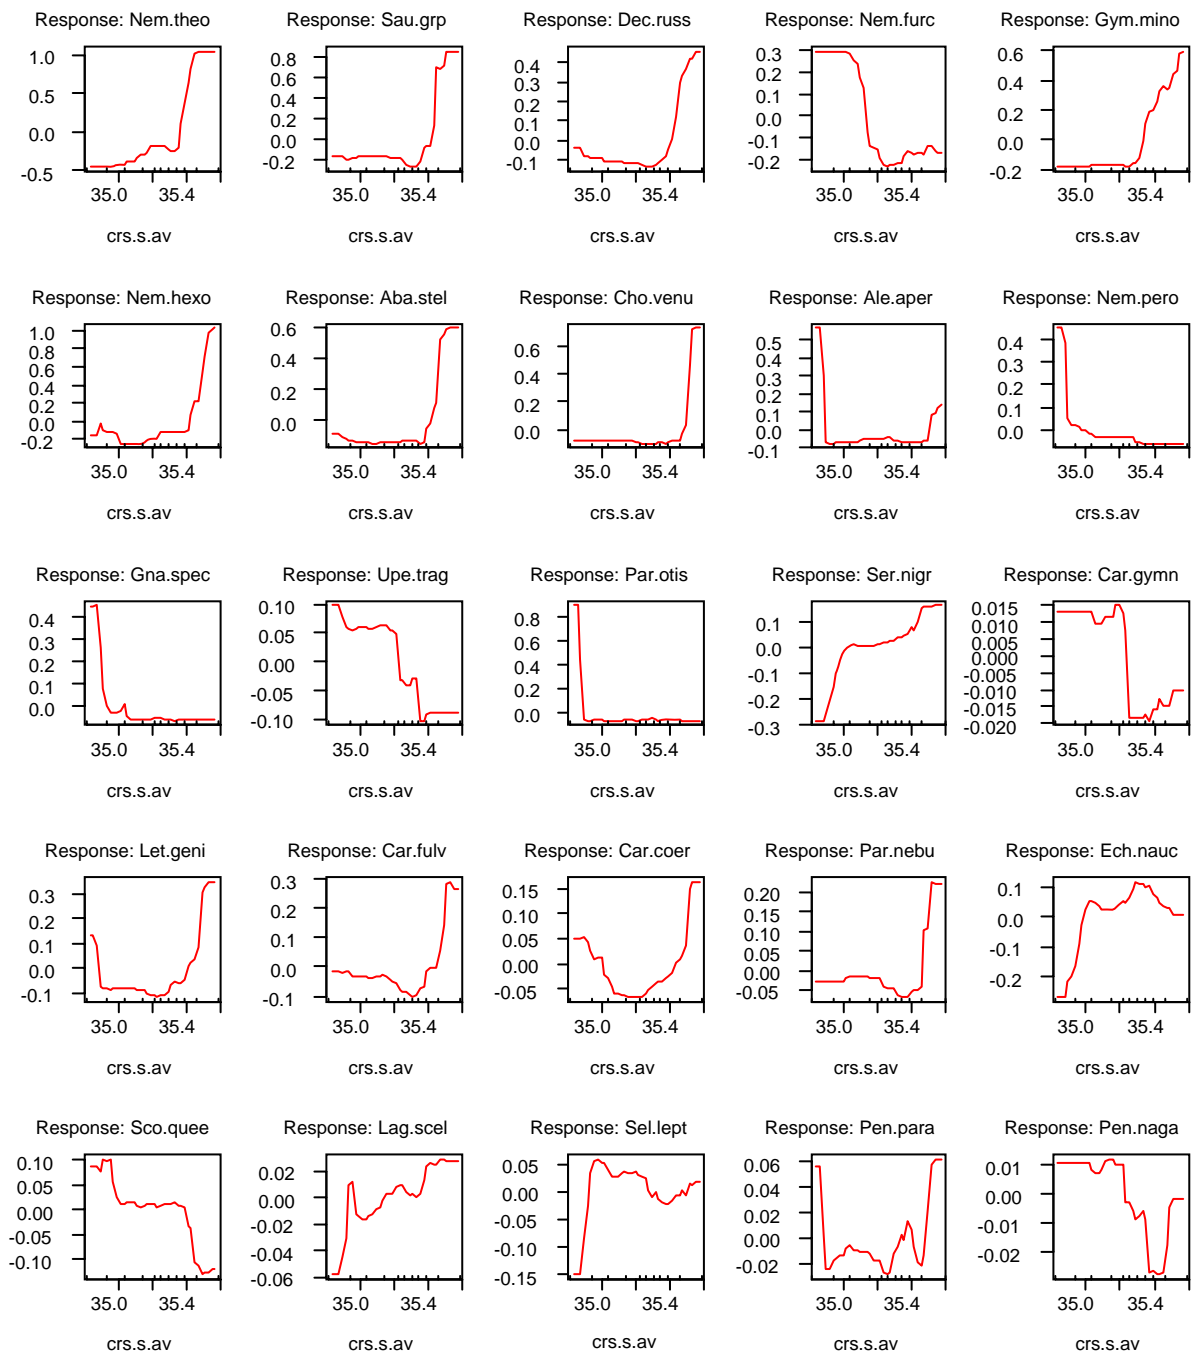 Response: Nem.theo Response: Sau.grp Response: Dec.russ Response: Nem.furc Response: Gym.mino
1.0 0.5 0.0 -0.5 0.8 0.6 0.4 0.2 0.0 -0.2 0.4 0.3 0.2 0.1 0.0 -0.1 0.3 0.2 0.1 0.0 -0.1 -0.2 0.6 0.4 0.2 0.0 -0.2
35.0 35.4 35.0 35.4 35.0 35.4 35.0 35.4 35.0 35.4
crs.s.av crs.s.av crs.s.av crs.s.av crs.s.av
Response: Nem.hexo Response: Aba.stel Response: Cho.venu Response: Ale.aper Response: Nem.pero
1.0 0.8 0.6 0.4 0.2 0.0 -0.2 0.6 0.4 0.2 0.0 0.6 0.4 0.2 0.0 0.5 0.4 0.3 0.2 0.1 0.0 -0.1 0.4 0.3 0.2 0.1 0.0
35.0 35.4 35.0 35.4 35.0 35.4 35.0 35.4 35.0 35.4
crs.s.av crs.s.av crs.s.av crs.s.av crs.s.av
Response: Gna.spec Response: Upe.trag Response: Par.otis Response: Ser.nigr Response: Car.gymn
0.4 0.3 0.2 0.1 0.0 0.10 0.05 0.00 -0.05 -0.10 0.8 0.6 0.4 0.2 0.0 0.1 0.0 -0.1 -0.2 -0.3 0.015 0.010 0.005 0.000 -0.005 -0.010 -0.015 -0.020
35.0 35.4 35.0 35.4 35.0 35.4 35.0 35.4 35.0 35.4
crs.s.av crs.s.av crs.s.av crs.s.av crs.s.av
Response: Let.geni Response: Car.fulv Response: Car.coer Response: Par.nebu Response: Ech.nauc
0.3 0.2 0.1 0.0 -0.1 0.3 0.2 0.1 0.0 -0.1 0.15 0.10 0.05 0.00 -0.05 0.20 0.15 0.10 0.05 0.00 -0.05 0.1 0.0 -0.1 -0.2
35.0 35.4 35.0 35.4 35.0 35.4 35.0 35.4 35.0 35.4
crs.s.av crs.s.av crs.s.av crs.s.av crs.s.av
Response: Sco.quee Response: Lag.scel Response: Sel.lept Response: Pen.para Response: Pen.naga
0.10 0.05 0.00 -0.05 -0.10 0.02 0.00 -0.02 -0.04 -0.06 0.05 0.00 -0.05 -0.10 -0.15 0.06 0.04 0.02 0.00 -0.02 0.01 0.00 -0.01 -0.02
35.0 35.4 35.0 35.4 35.0 35.4 35.0 35.4 35.0 35.4
crs.s.av crs.s.av crs.s.av crs.s.av crs.s.av